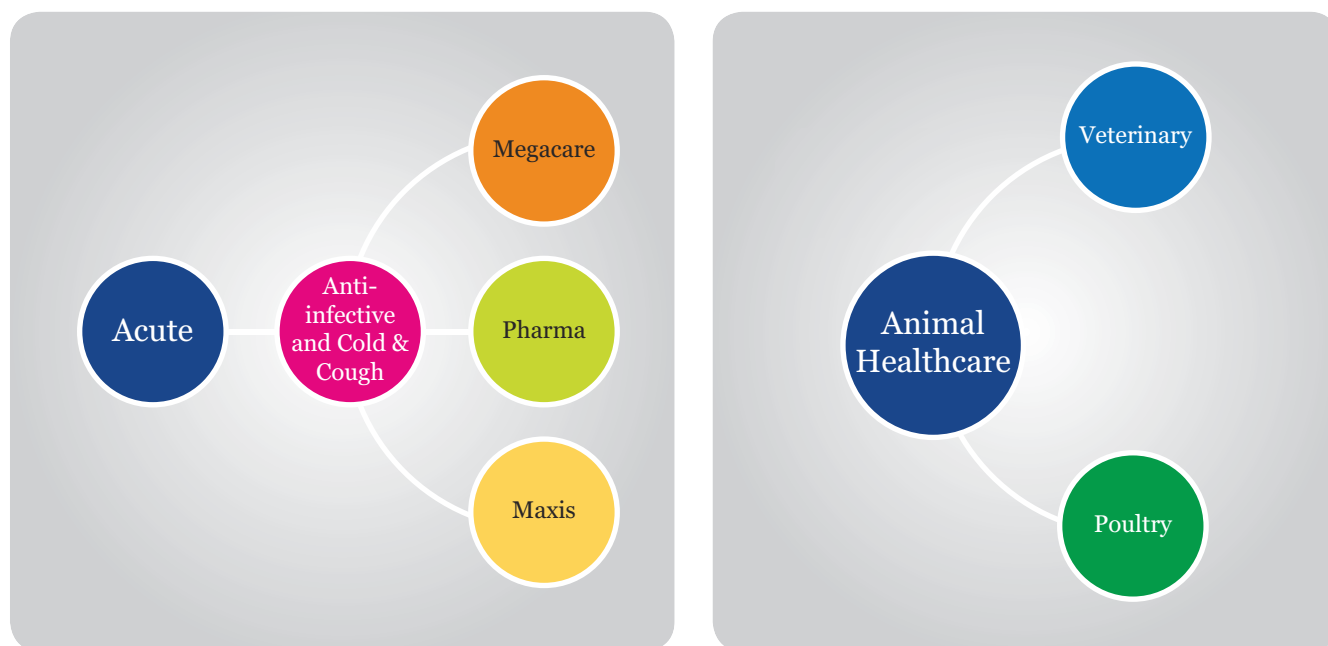 Acute
Anti-
infective
and Cold &
Cough
Megacare
Pharma
Maxis
Animal
Healthcare
Veterinary
Poultry